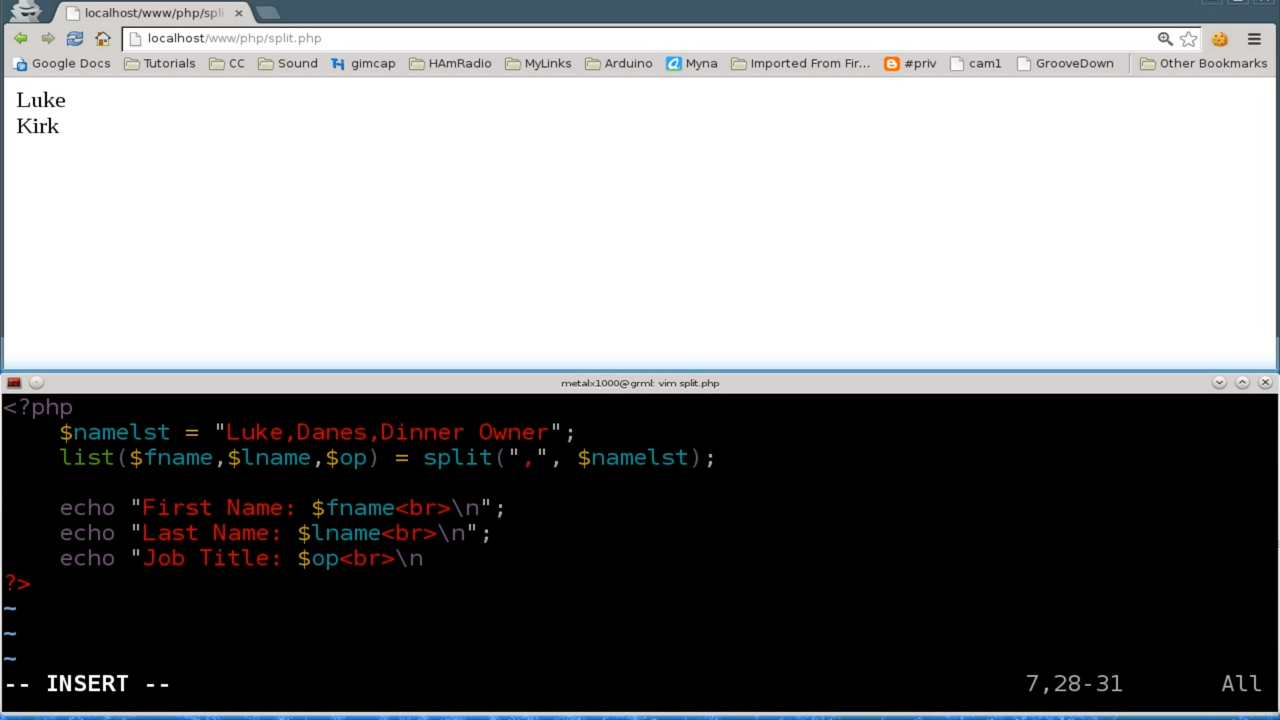 localhost/www/php/spli
localhost/www/php/split.php
Google Docs Tutorials CC Sound gimcap HAmRadio MyLinks Arduino Myna Imported From Fir... #priv cam1 GrooveDown Other Bookmarks
Luke
Kirk
metalx1000@grml: vim split.php
<?php
$namelst = "Luke,Danes,Dinner Owner";
list($fname,$lname,$op) = split(",", $namelst);
echo "First Name: $fname<br>\n";
echo "Last Name: $lname<br>\n";
echo "Job Title: $op<br>\n
?>
~
~
~
-- INSERT -- 7,28-31 All